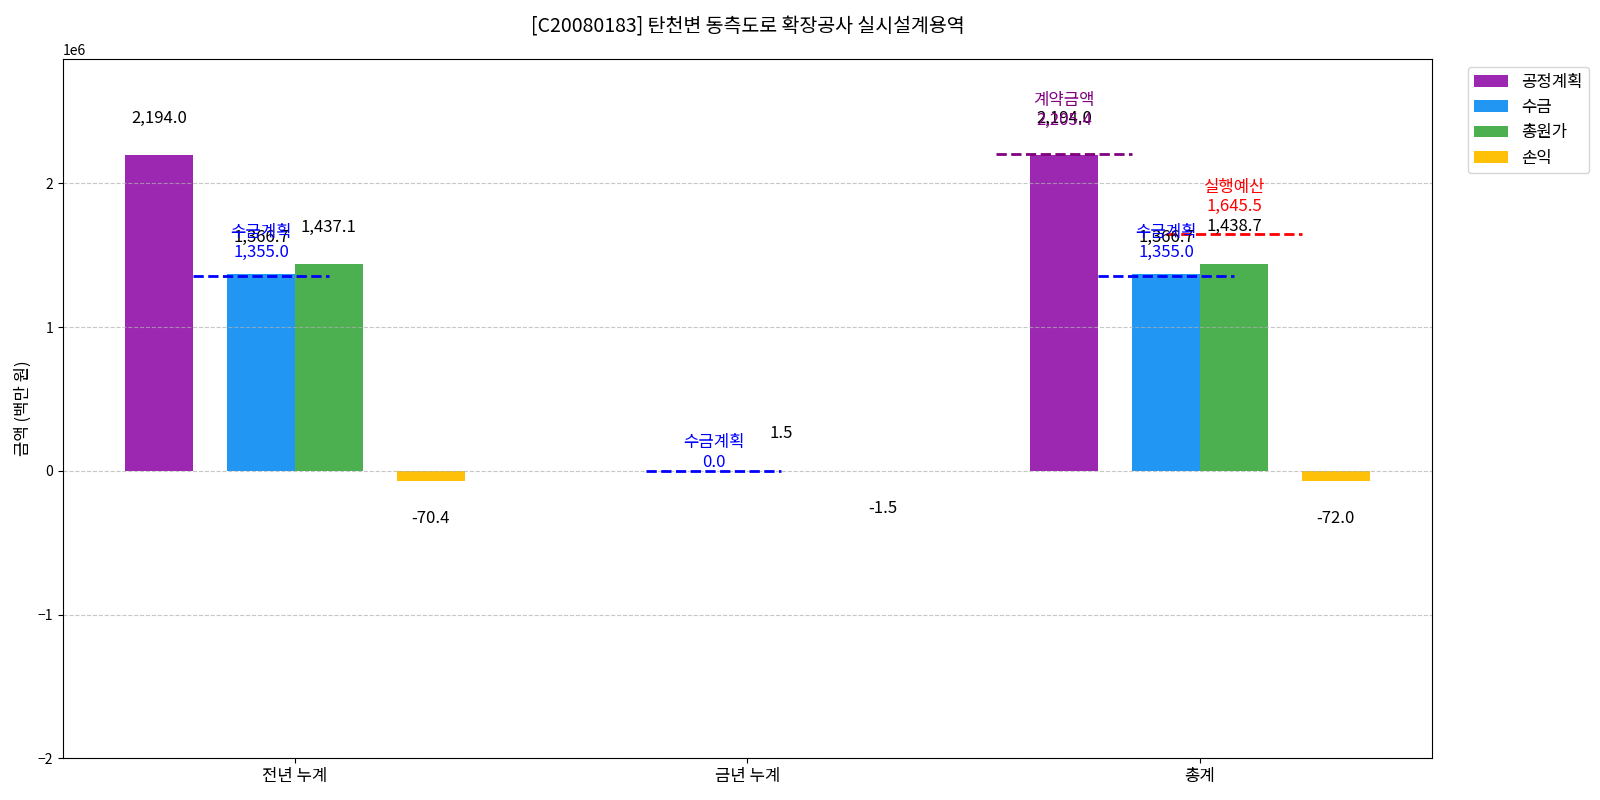 [C20080183] 탄천변 동측도로 확장공사 실시설계용역
1e6
금액 (백만 원)
2
1
0
−1
−2
2,194.0
수금계획
1,355.0
1,437.1
-70.4
수금계획
0.0
1.5
-1.5
계약금액
2,194.0
수금계획
1,355.0
실행예산
1,645.5
1,438.7
-72.0
전년 누계
금년 누계
총계
공정계획
수금
총원가
손익